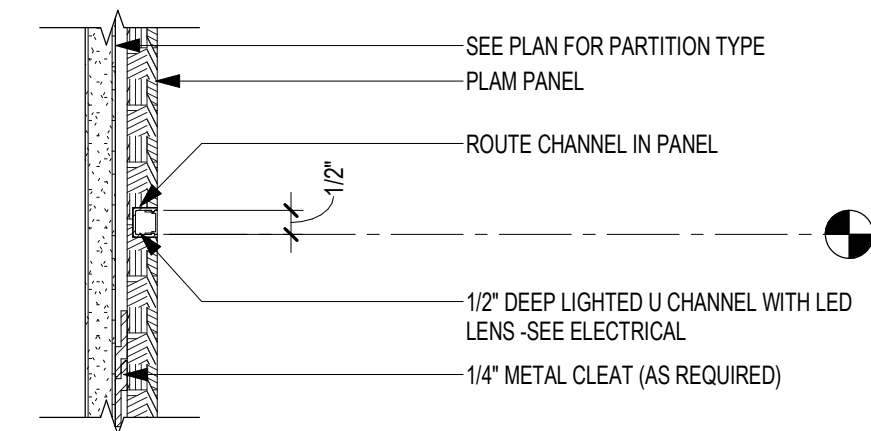 SEE PLAN FOR PARTITION TYPE
PLAM PANEL
ROUTE CHANNEL IN PANEL
1/2"
1/2" DEEP LIGHTED U CHANNEL WITH LED
LENS -SEE ELECTRICAL
1/4" METAL CLEAT (AS REQUIRED)